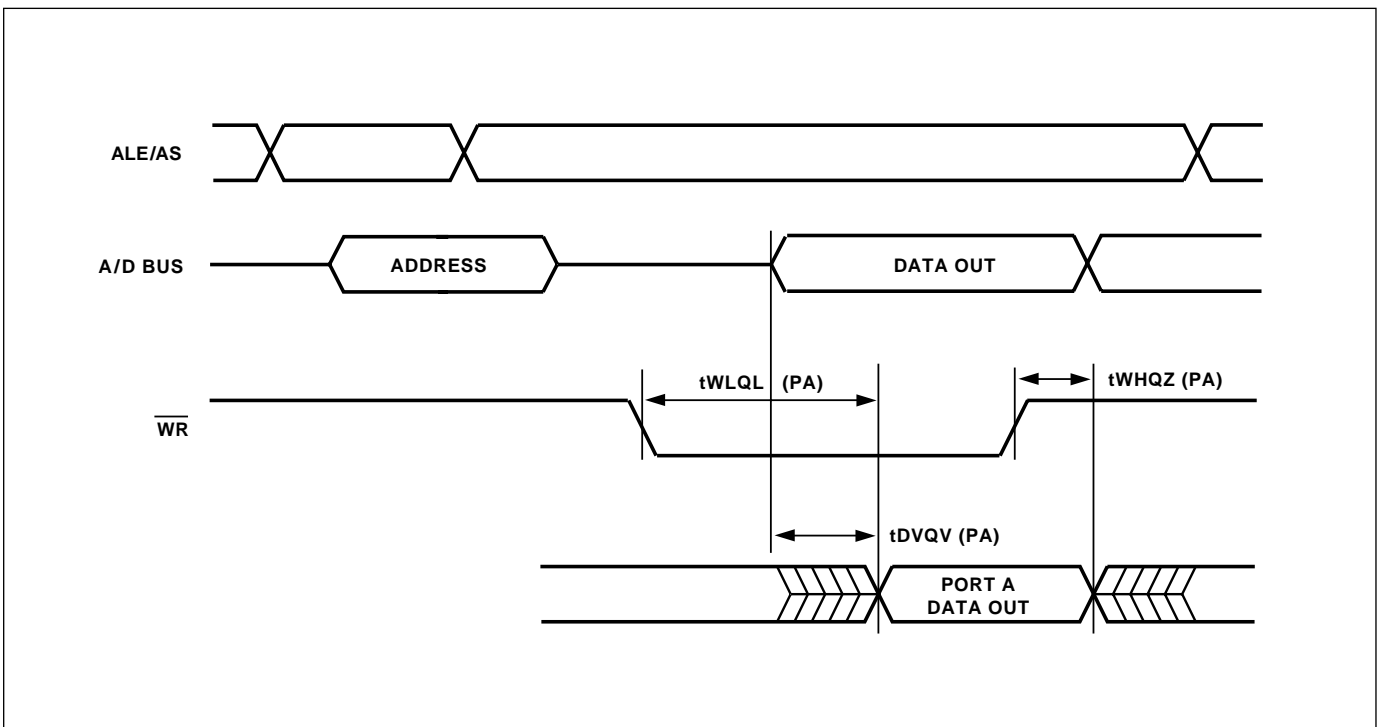 ALE/AS
A/D BUS
ADDRESS
DATA OUT
tWLQL (PA)
tWHQZ (PA)
WR
tDVQV (PA)
PORT A
DATA OUT